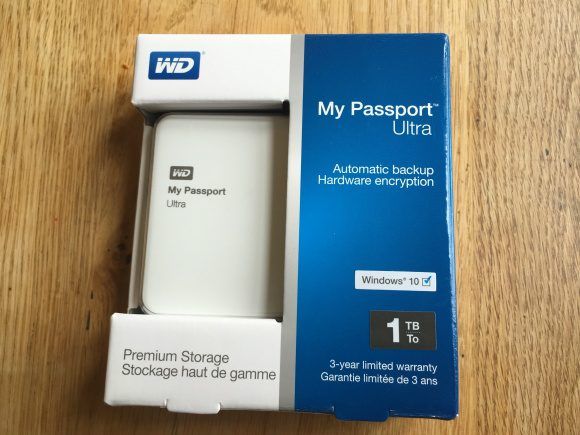 WD
My Passport™
Ultra
Automatic backup
Hardware encryption
WD
My Passport
Ultra
Windows® 10
1 TB
To
3-year limited warranty
Garantie limitée de 3 ans
Premium Storage
Stockage haut de gamme